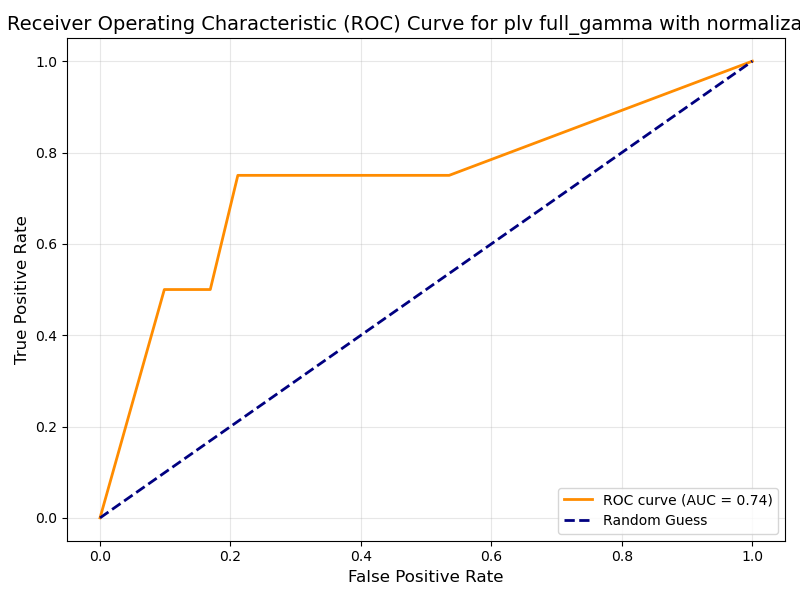 Receiver Operating Characteristic (ROC) Curve for plv full_gamma with normaliza
1.0
0.8
0.6
0.4
0.2
0.0
True Positive Rate
ROC curve (AUC = 0.74)
Random Guess
0.0 0.2 0.4 0.6 0.8 1.0
False Positive Rate